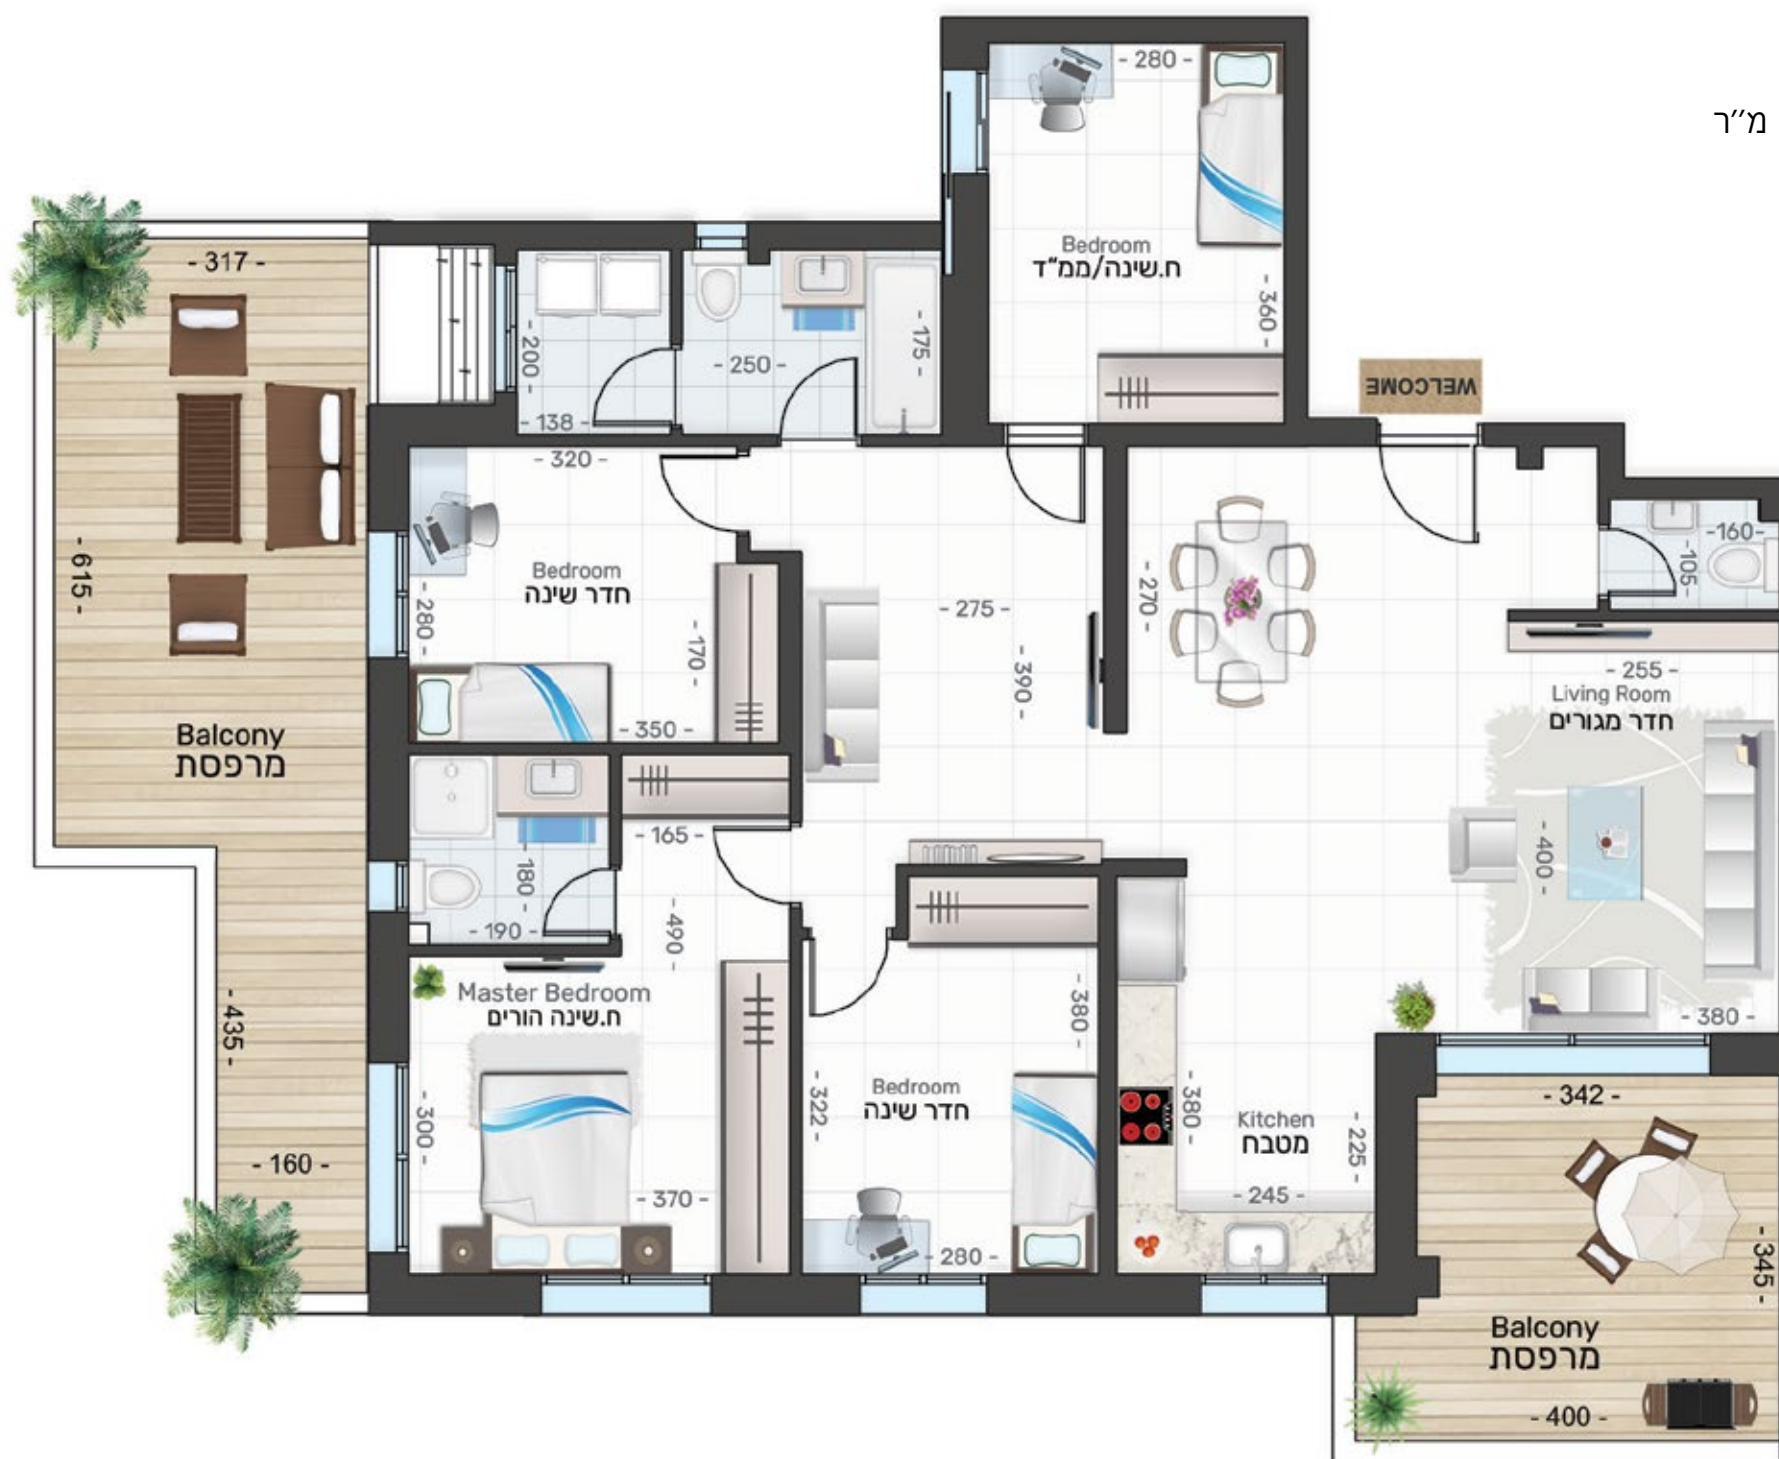 - 280 -
מ״ר
Bedroom
ח.שינה/ממ״ד
- 360 -
- 317 -
- 200 -
- 250 -
- 175 -
- 138 -
WELCOME
- 320 -
- 615 -
Bedroom
חדר שינה
- 280 -
- 170 -
- 350 -
- 275 -
- 390 -
- 270 -
-160-
-105-
- 255 -
Living Room
חדר מגורים
- 400 -
- 380 -
Balcony
מרפסת
- 165 -
- 180 -
- 190 -
- 490 -
Master Bedroom
ח.שינה הורים
- 435 -
- 300 -
- 370 -
- 160 -
- 380 -
- 322 -
Bedroom
חדר שינה
- 280 -
- 380 -
Kitchen
מטבח
- 225 -
- 245 -
- 342 -
- 345 -
Balcony
מרפסת
- 400 -